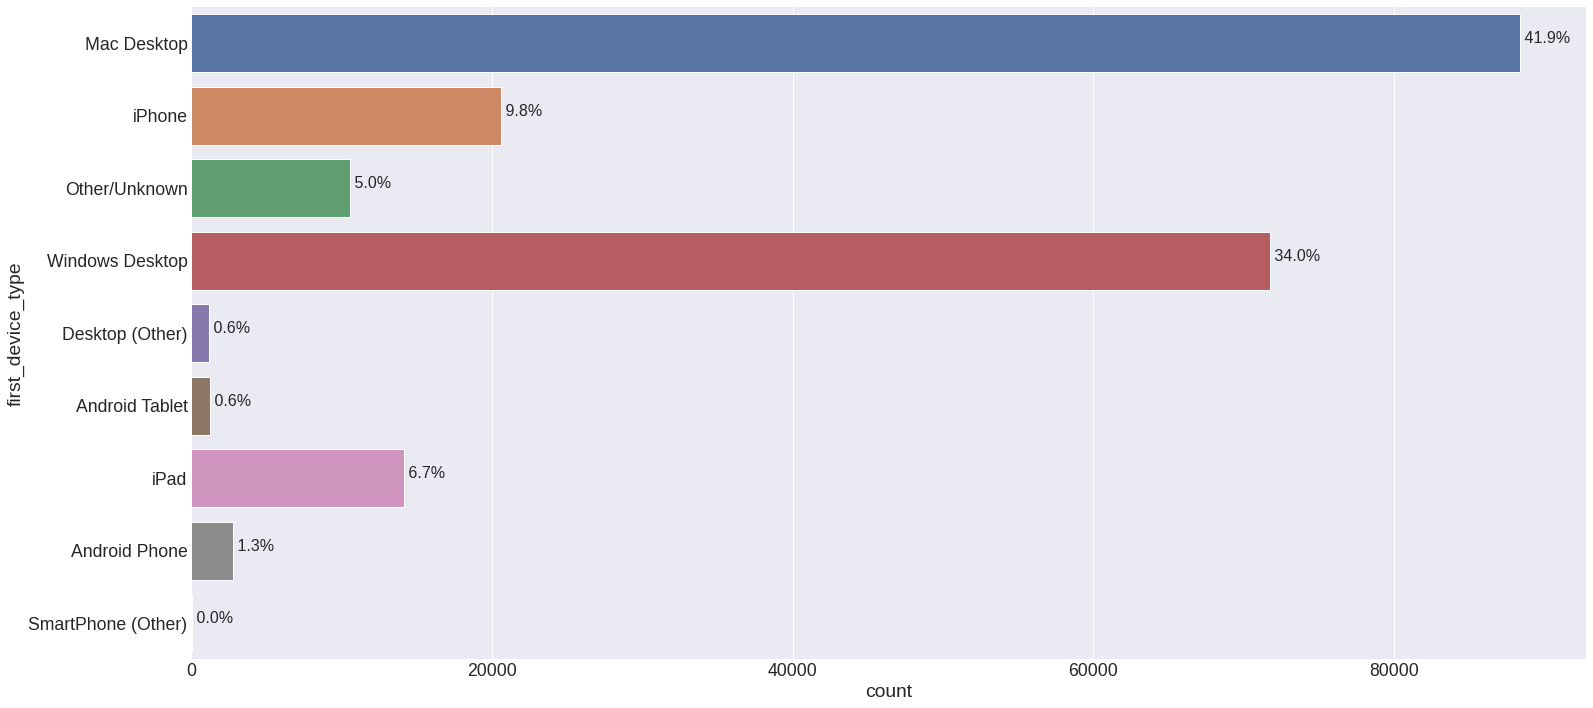 Mac Desktop 41.9%
iPhone 9.8%
Other/Unknown 5.0%
Windows Desktop 34.0%
Desktop (Other) 0.6%
Android Tablet 0.6%
iPad 6.7%
Android Phone 1.3%
SmartPhone (Other) 0.0%
first_device_type
0 20000 40000 60000 80000
count